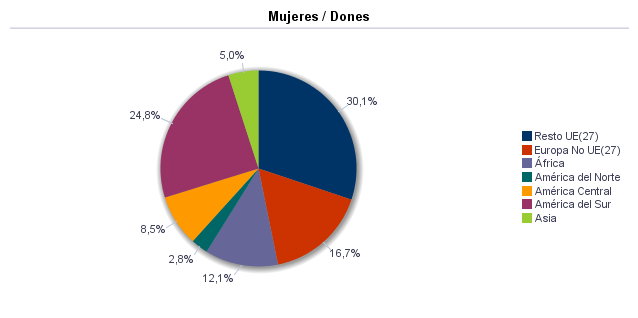 Mujeres / Dones
5,0%
30,1%
24,8%
8,5%
2,8%
12,1%
16,7%
Resto UE(27)
Europa No UE(27)
África
América del Norte
América Central
América del Sur
Asia